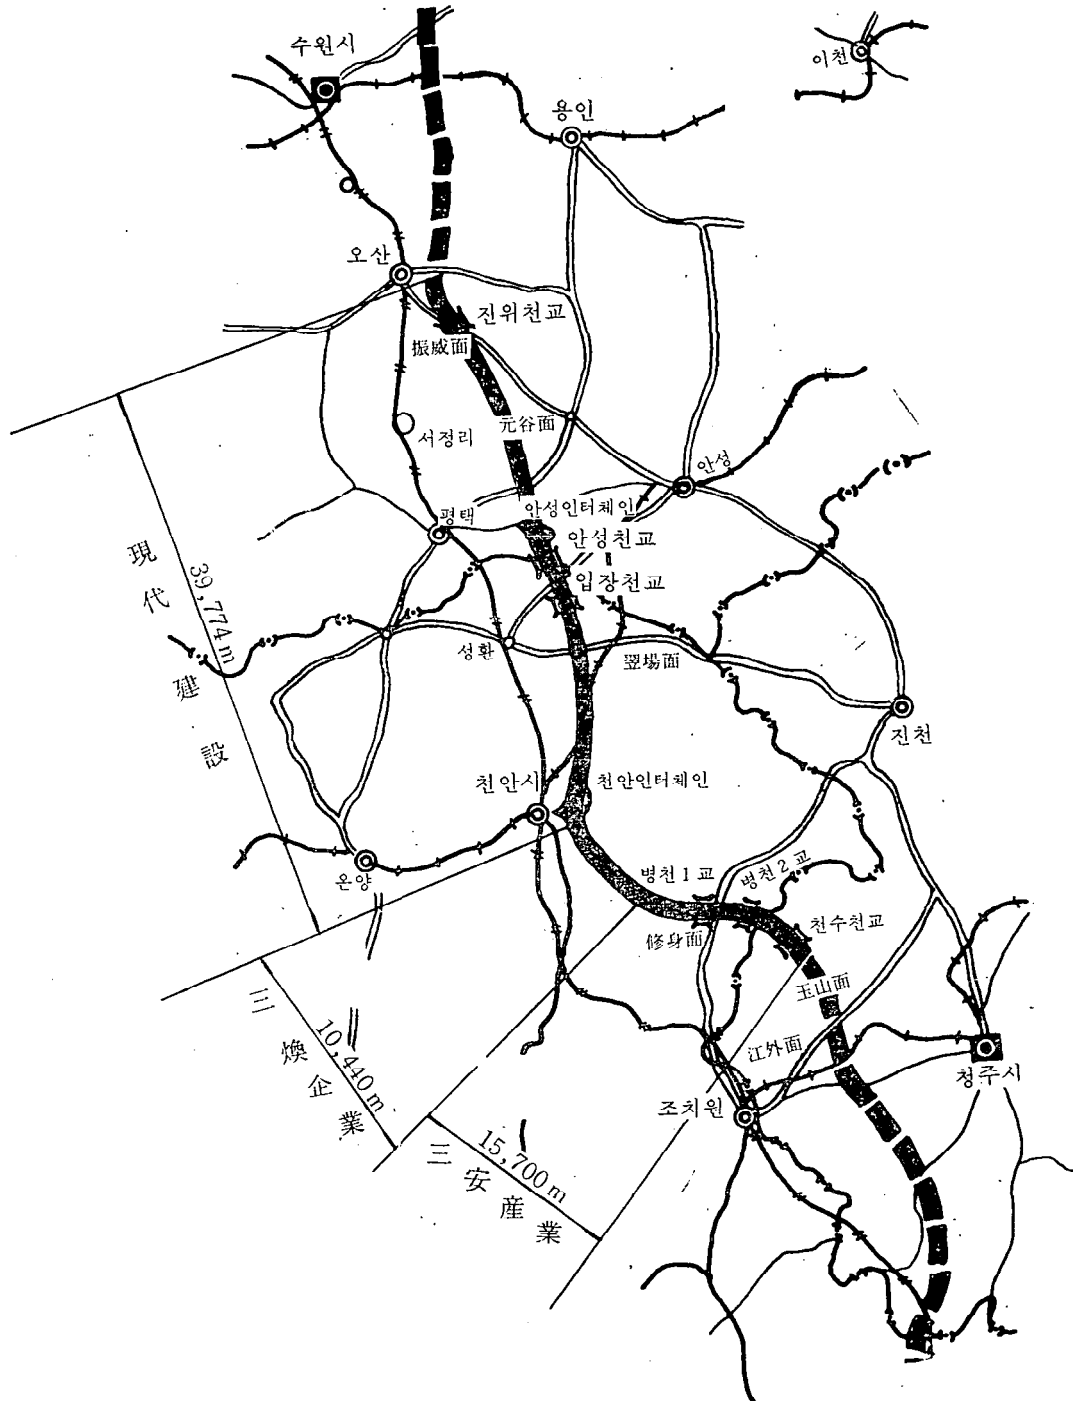 수원시
이천
용인
오산
진위천교
振威面
서정리
元谷面
안성
평택
안성인터체인
안성천교
입장천교
現代建設
39,774m
성환
翌場面
진천
천안시
천안인터체인
온양
병천1교
병천2교
천수천교
修身面
玉山面
江外面
청주시
조치원
三煥企業
10,440m
三安産業
15,700m